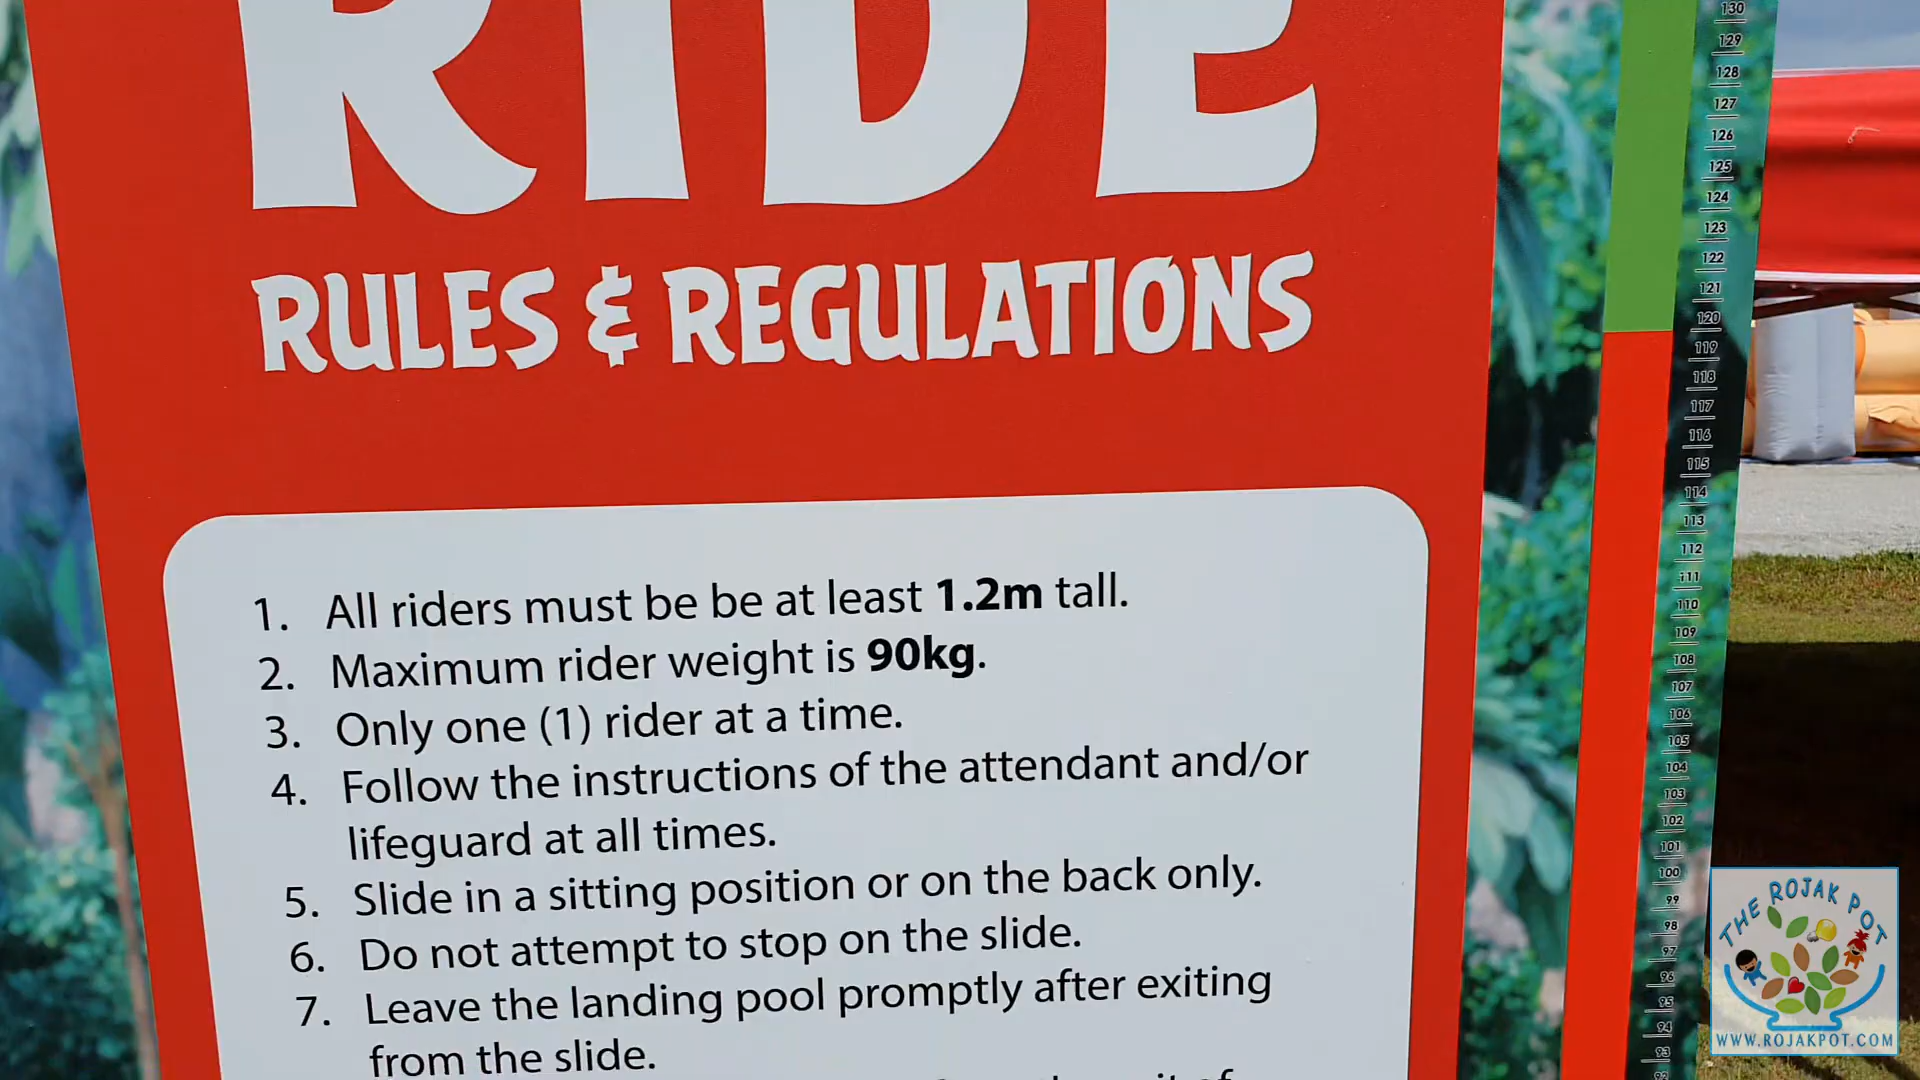 RIDE
RULES & REGULATIONS
1. All riders must be be at least 1.2m tall.
2. Maximum rider weight is 90kg.
3. Only one (1) rider at a time.
4. Follow the instructions of the attendant and/or
lifeguard at all times.
5. Slide in a sitting position or on the back only.
6. Do not attempt to stop on the slide.
7. Leave the landing pool promptly after exiting
from the slide.
130
129
128
127
126
125
124
123
122
121
120
119
118
117
116
115
114
113
112
111
110
109
108
107
106
105
104
103
102
101
100
99
98
97
96
95
94
93
THE ROJAK POT
WWW.ROJAKPOT.COM